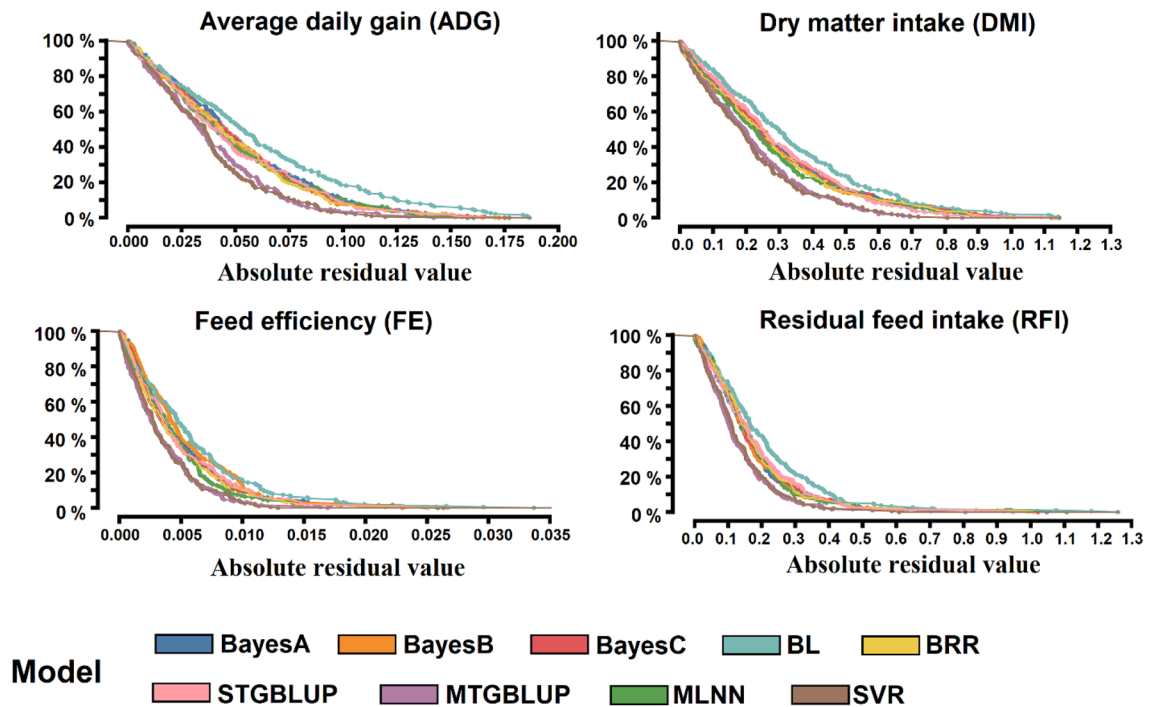 Average daily gain (ADG)
100 %
80 %
60 %
40 %
20 %
0 %
0.000 0.025 0.050 0.075 0.100 0.125 0.150 0.175 0.200
Absolute residual value
Dry matter intake (DMI)
100 %
80 %
60 %
40 %
20 %
0 %
0.0 0.1 0.2 0.3 0.4 0.5 0.6 0.7 0.8 0.9 1.0 1.1 1.2 1.3
Absolute residual value
Feed efficiency (FE)
100 %
80 %
60 %
40 %
20 %
0 %
0.000 0.005 0.010 0.015 0.020 0.025 0.030 0.035
Absolute residual value
Residual feed intake (RFI)
100 %
80 %
60 %
40 %
20 %
0 %
0.0 0.1 0.2 0.3 0.4 0.5 0.6 0.7 0.8 0.9 1.0 1.1 1.2 1.3
Absolute residual value
Model
BayesA BayesB BayesC BL BRR
STGBLUP MTGBLUP MLNN SVR